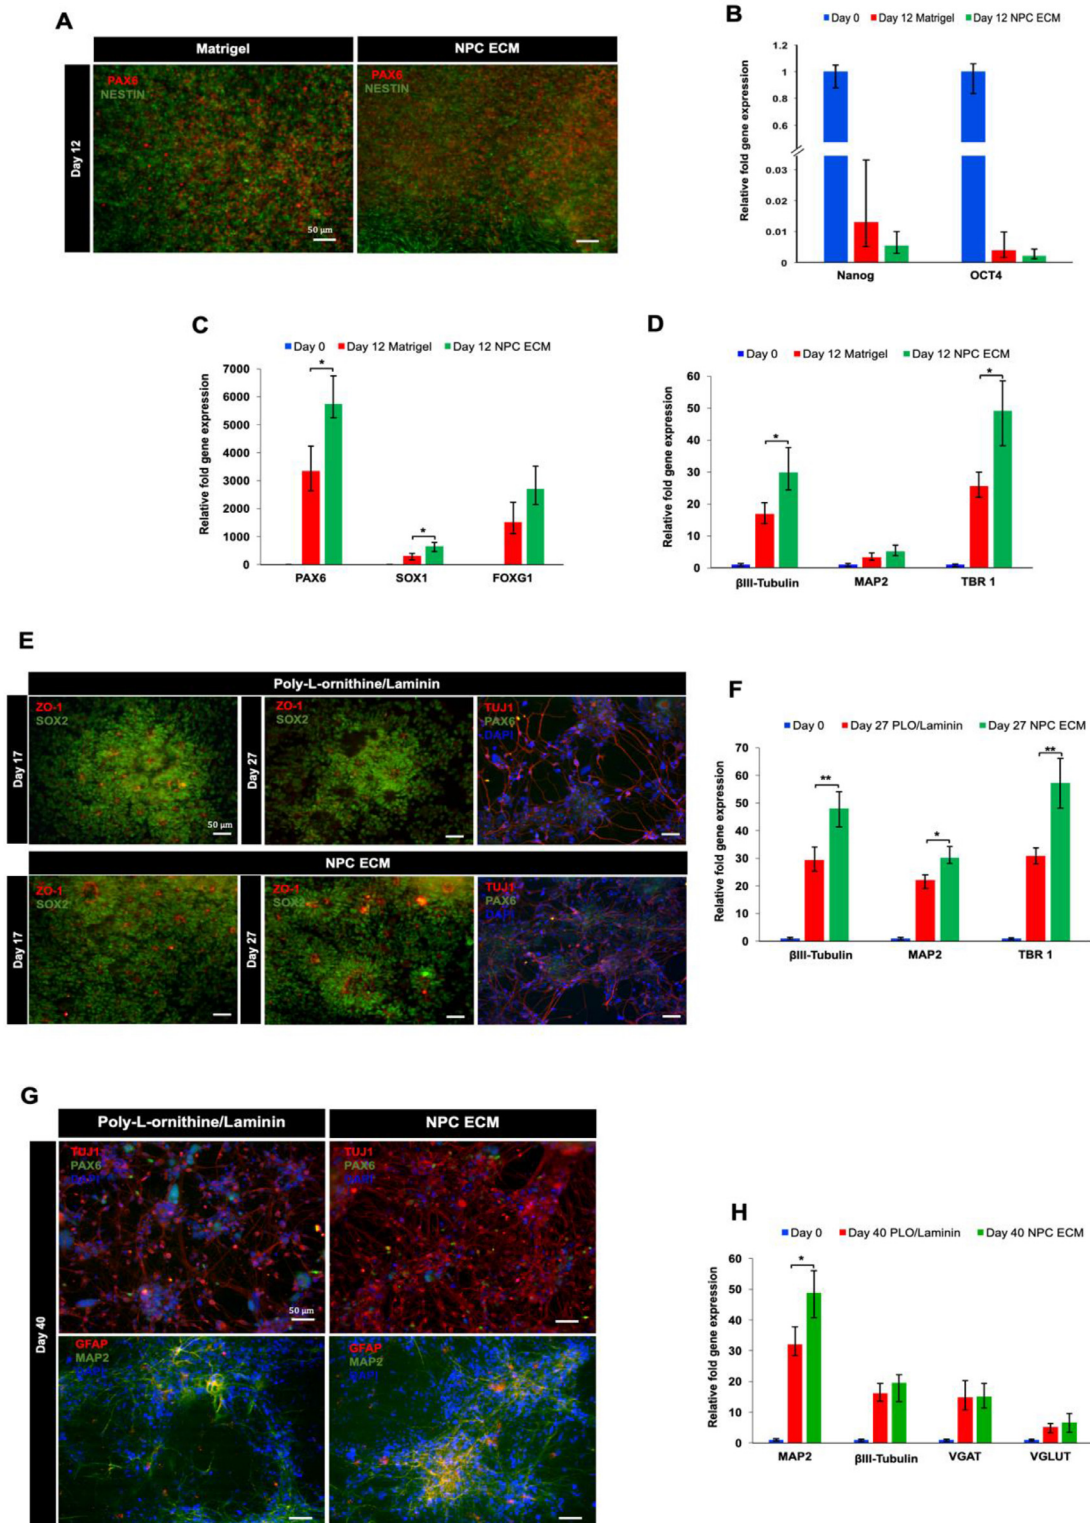 A
Matrigel
NPC ECM
Day 12
PAX6
NESTIN
50 μm
PAX6
NESTIN
B
Day 0
Day 12 Matrigel
Day 12 NPC ECM
Relative fold gene expression
1.2
1
0.8
0.6
0.4
0.03
0.02
0.01
0
Nanog
OCT4
C
Day 0
Day 12 Matrigel
Day 12 NPC ECM
Relative fold gene expression
7000
6000
5000
4000
3000
2000
1000
0
*
*
PAX6
SOX1
FOXG1
D
Day 0
Day 12 Matrigel
Day 12 NPC ECM
Relative fold gene expression
60
50
40
30
20
10
0
*
*
βIII-Tubulin
MAP2
TBR 1
E
Poly-L-ornithine/Laminin
Day 17
ZO-1
SOX2
50 μm
Day 27
ZO-1
SOX2
TUJ1
PAX6
DAPI
NPC ECM
Day 17
ZO-1
SOX2
Day 27
ZO-1
SOX2
TUJ1
PAX6
DAPI
F
Day 0
Day 27 PLO/Laminin
Day 27 NPC ECM
Relative fold gene expression
70
60
50
40
30
20
10
0
**
*
**
βIII-Tubulin
MAP2
TBR 1
G
Poly-L-ornithine/Laminin
NPC ECM
Day 40
TUJ1
PAX6
DAPI
50 μm
TUJ1
PAX6
DAPI
GFAP
MAP2
DAPI
GFAP
MAP2
DAPI
H
Day 0
Day 40 PLO/Laminin
Day 40 NPC ECM
Relative fold gene expression
60
50
40
30
20
10
0
*
MAP2
βIII-Tubulin
VGAT
VGLUT